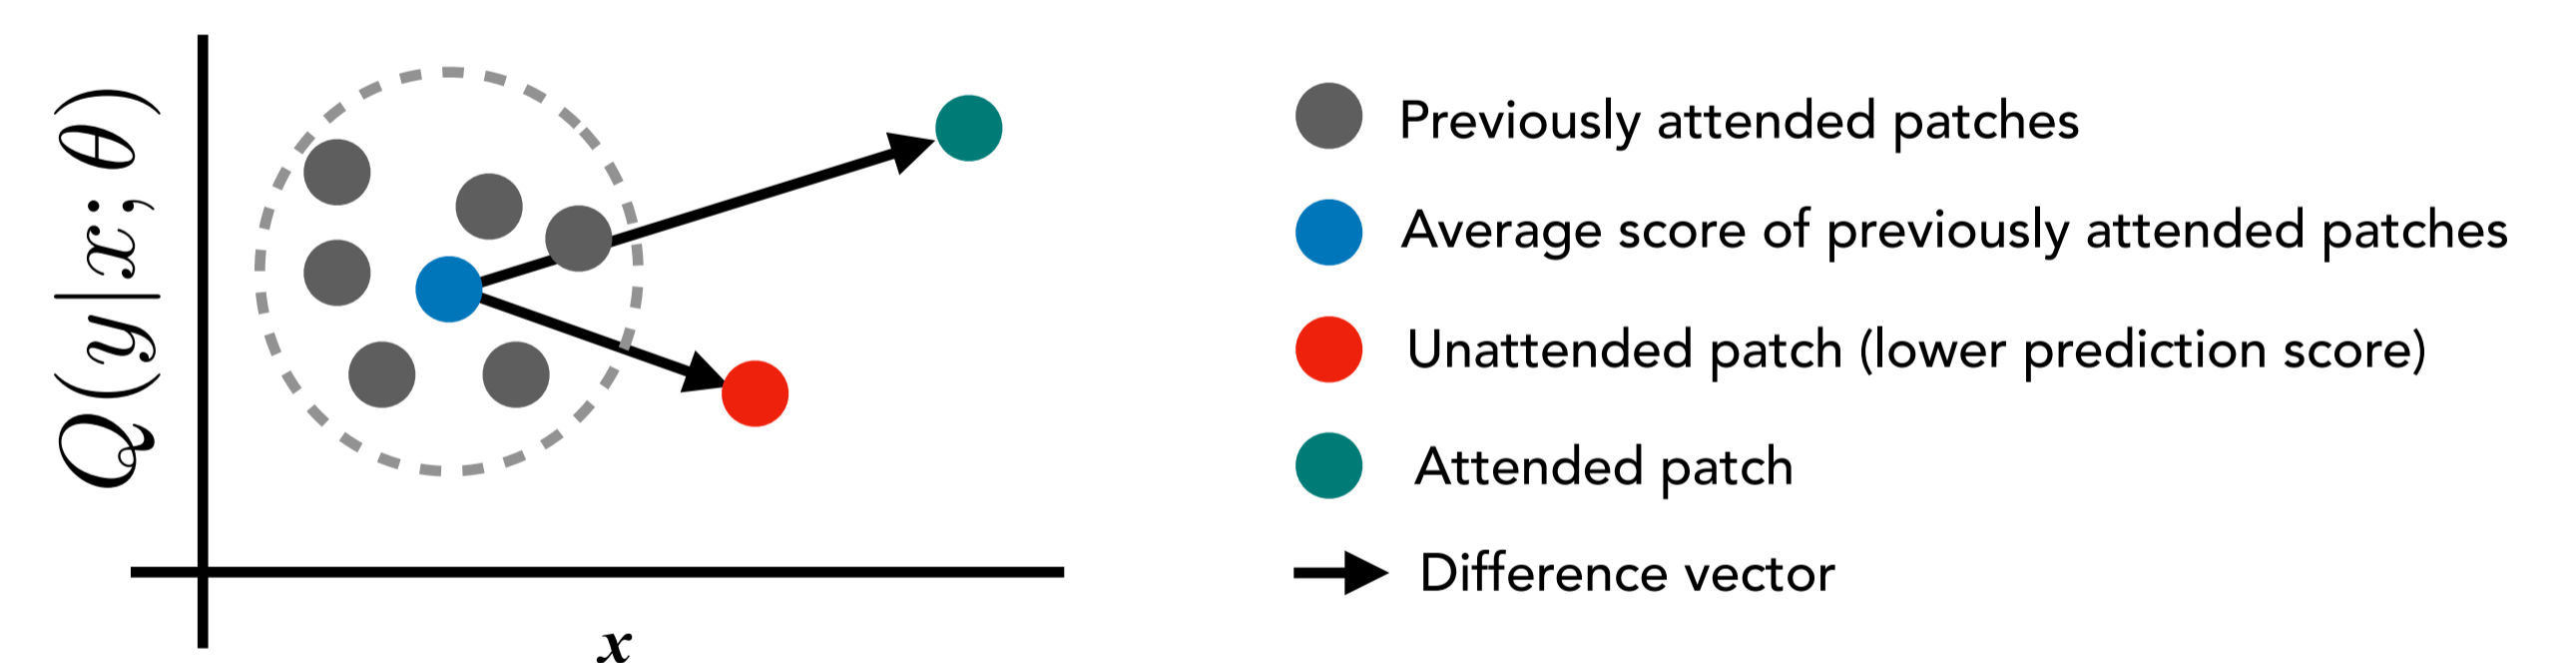 Q(y|x; θ)
x
Previously attended patches
Average score of previously attended patches
Unattended patch (lower prediction score)
Attended patch
Difference vector